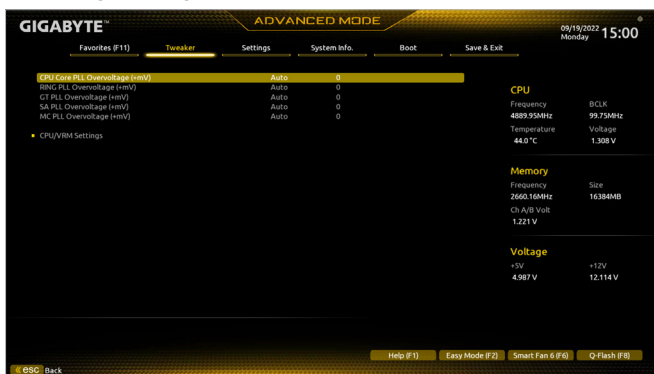 GIGABYTE™
ADVANCED MODE
09/19/2022 Monday 15:00
Favorites (F11) Tweaker Settings System Info. Boot Save & Exit
CPU Core PLL Overvoltage (+mV) Auto 0
RING PLL Overvoltage (+mV) Auto 0
GT PLL Overvoltage (+mV) Auto 0
SA PLL Overvoltage (+mV) Auto 0
MC PLL Overvoltage (+mV) Auto 0
CPU/VRM Settings
CPU
Frequency BCLK
4889.95MHz 99.75MHz
Temperature Voltage
44.0 °C 1.308 V
Memory
Frequency Size
2660.16MHz 16384MB
Ch A/B Volt
1.221 V
Voltage
+5V +12V
4.987 V 12.114 V
Help (F1) Easy Mode (F2) Smart Fan 6 (F6) Q-Flash (F8)
esc Back